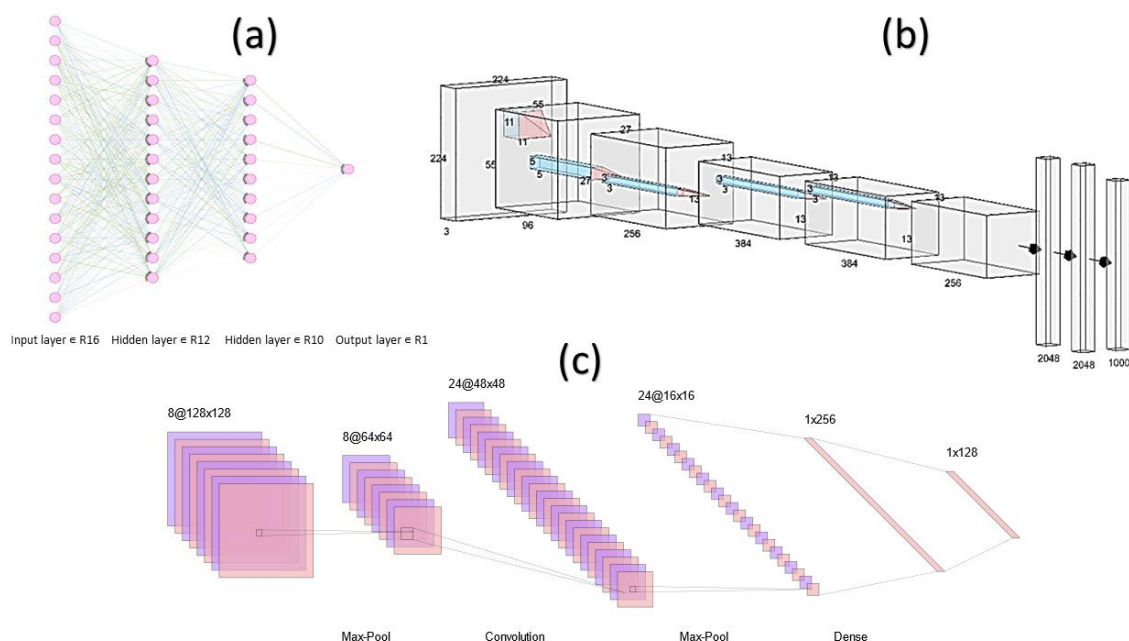 (a)
Input layer ∈ R16 Hidden layer ∈ R12 Hidden layer ∈ R10 Output layer ∈ R1
(b)
224
224
3
55
11
11
55
96
5
5
27
27
256
3
3
13
13
384
3
3
13
13
384
3
3
13
13
256
2048
2048
1000
(c)
8@128x128
8@64x64
24@48x48
24@16x16
1x256
1x128
Max-Pool Convolution Max-Pool Dense